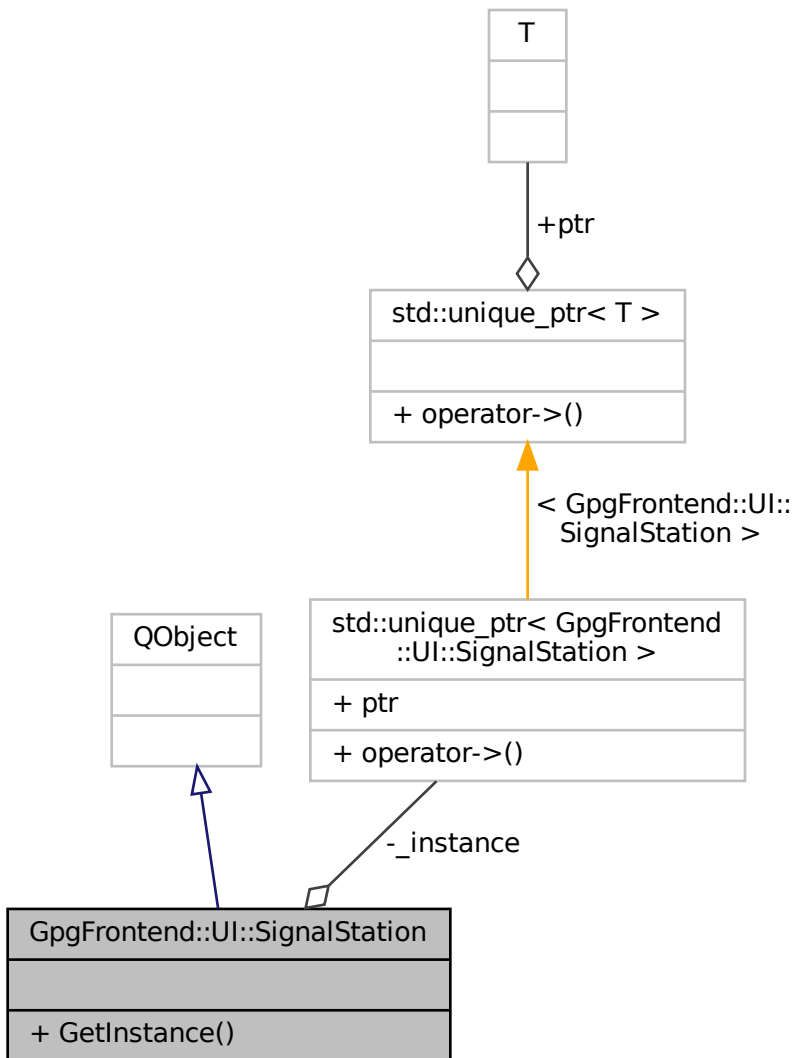 T
+ptr
std::unique_ptr< T >
+ operator->()
< GpgFrontend::UI::
SignalStation >
std::unique_ptr< GpgFrontend
::UI::SignalStation >
+ ptr
+ operator->()
QObject
-_instance
GpgFrontend::UI::SignalStation
+ GetInstance()